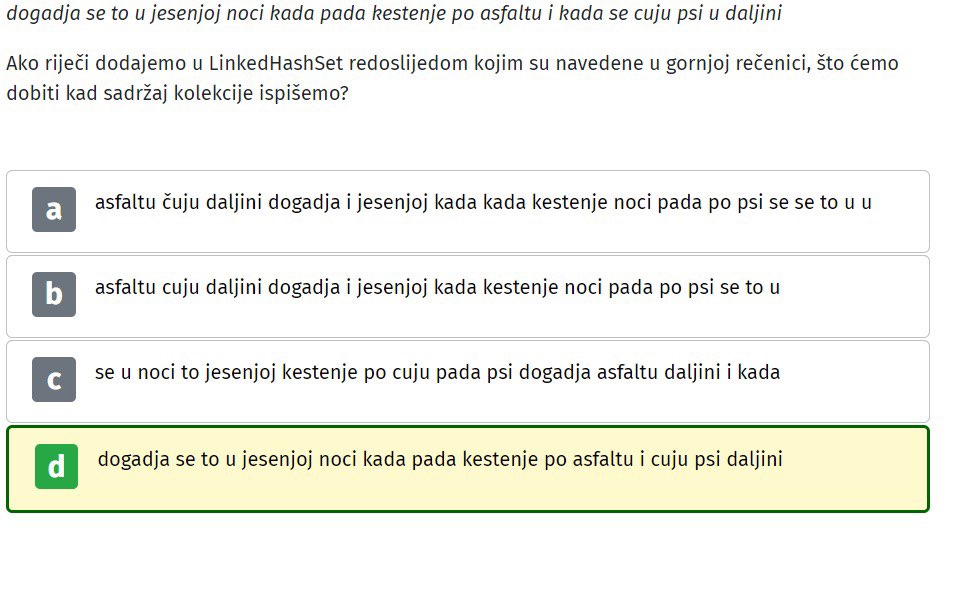 dogadja se to u jesenjoj noci kada pada kestenje po asfaltu i kada se cuju psi u daljini
Ako riječi dodajemo u LinkedHashSet redoslijedom kojim su navedene u gornjoj rečenici, što ćemo
dobiti kad sadržaj kolekcije ispišemo?
a asfaltu čuju daljini dogadja i jesenjoj kada kada kestenje noci pada po psi se se to u u
b asfaltu cuju daljini dogadja i jesenjoj kada kestenje noci pada po psi se to u
c se u noci to jesenjoj kestenje po cuju pada psi dogadja asfaltu daljini i kada
d dogadja se to u jesenjoj noci kada pada kestenje po asfaltu i cuju psi daljini